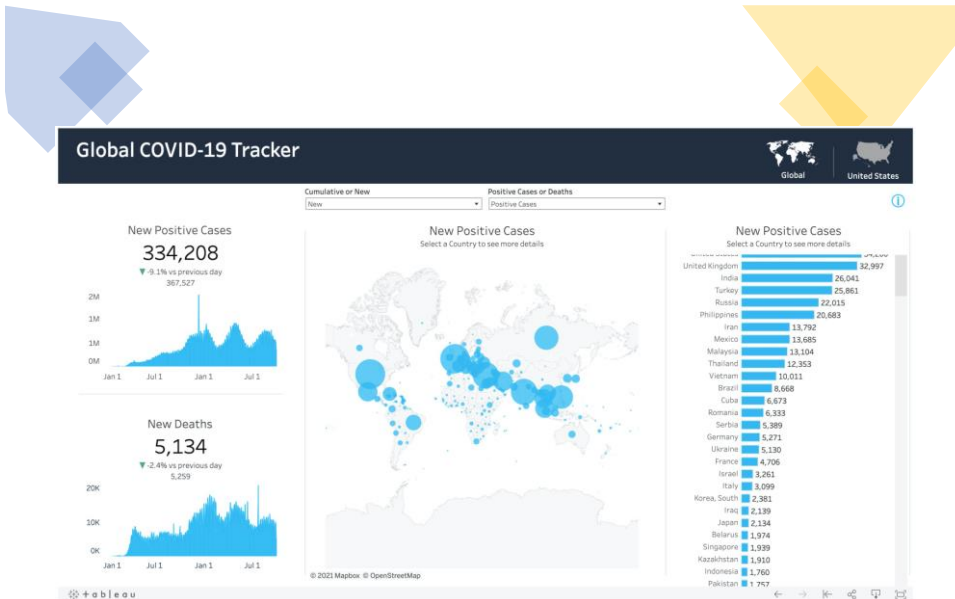 Global COVID-19 Tracker
Global
United States
Cumulative or New
New
Positive Cases or Deaths
Positive Cases
New Positive Cases
334,208
▼-9.1% vs previous day
367,527
2M
1M
1M
0M
Jan 1 Jul 1 Jan 1 Jul 1
New Deaths
5,134
▼-2.4% vs previous day
5,259
20K
10K
0K
Jan 1 Jul 1 Jan 1 Jul 1
New Positive Cases
Select a Country to see more details
© 2021 Mapbox © OpenStreetMap
New Positive Cases
Select a Country to see more details
United States
United Kingdom 32,997
India 26,041
Turkey 25,861
Russia 22,015
Philippines 20,683
Iran 13,792
Mexico 13,685
Malaysia 13,104
Thailand 12,353
Vietnam 10,011
Brazil 8,668
Cuba 6,673
Romania 6,333
Serbia 5,389
Germany 5,271
Ukraine 5,130
France 4,706
Israel 3,261
Italy 3,099
Korea, South 2,381
Iraq 2,139
Japan 2,134
Belarus 1,974
Singapore 1,939
Kazakhstan 1,910
Indonesia 1,760
Pakistan 1,757
+ableau